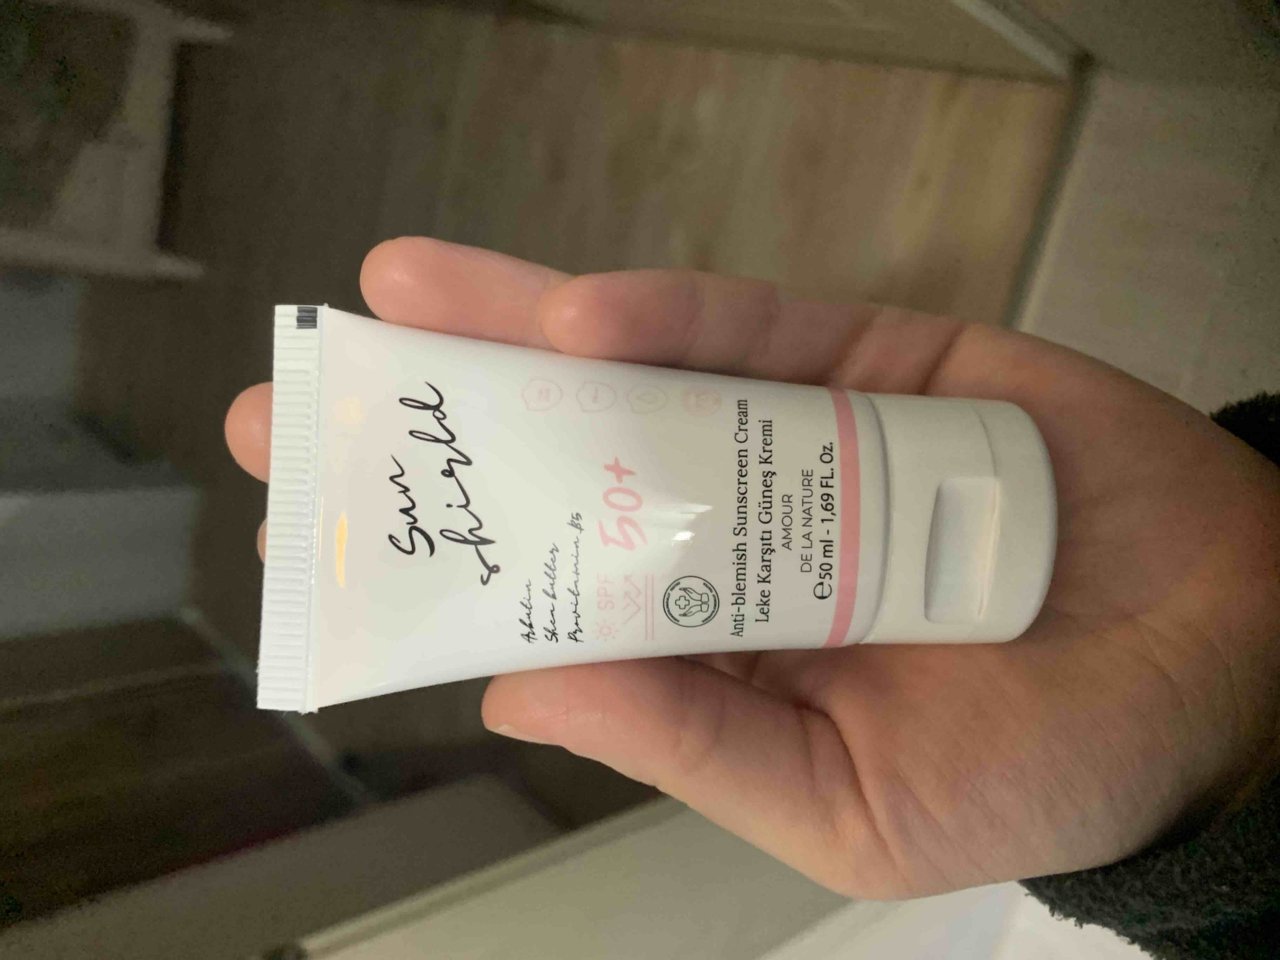 Sun
shield
Arbutin
Shea butter
Provitamin B5
SPF 50+
Anti-blemish Sunscreen Cream
Leke Karşıtı Güneş Kremi
AMOUR
DE LA NATURE
℮50 ml - 1,69 FL. Oz.